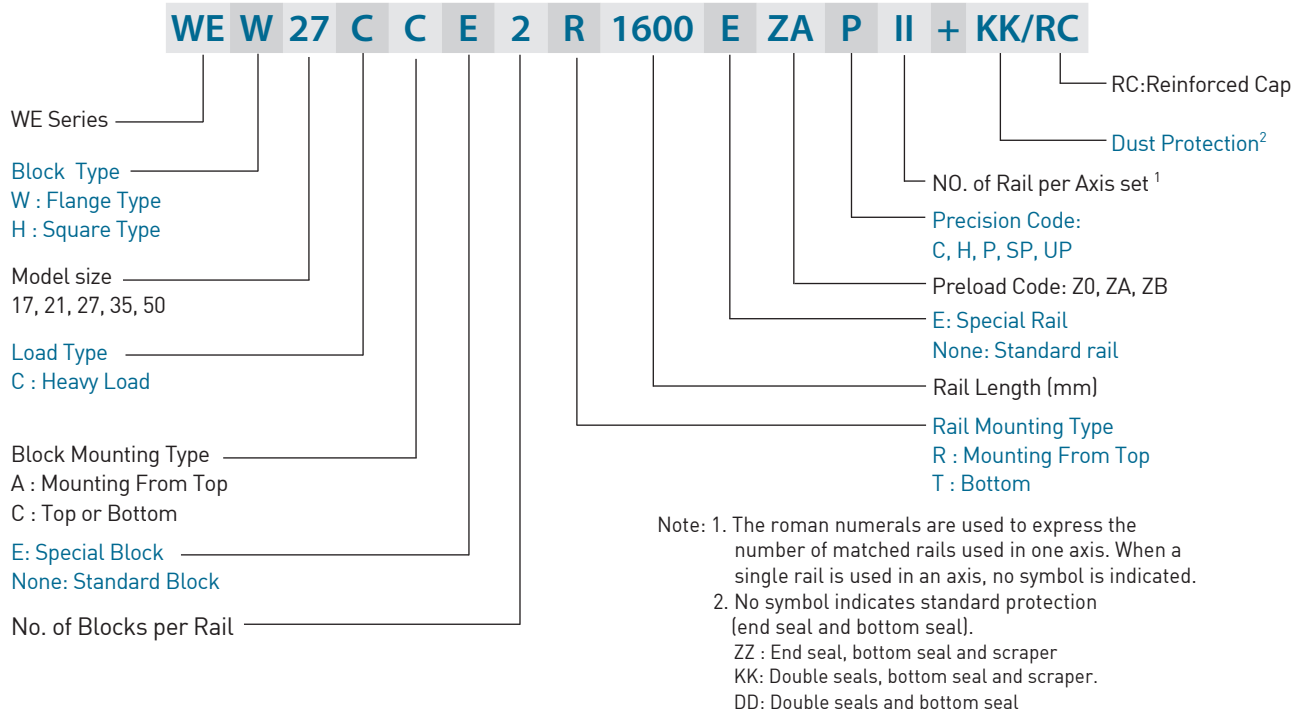 WE W 27 C C E 2 R 1600 E ZA P II + KK/RC
WE Series
Block Type
W : Flange Type
H : Square Type
Model size
17, 21, 27, 35, 50
Load Type
C : Heavy Load
Block Mounting Type
A : Mounting From Top
C : Top or Bottom
E: Special Block
None: Standard Block
No. of Blocks per Rail
RC:Reinforced Cap
Dust Protection2
NO. of Rail per Axis set 1
Precision Code:
C, H, P, SP, UP
Preload Code: Z0, ZA, ZB
E: Special Rail
None: Standard rail
Rail Length (mm)
Rail Mounting Type
R : Mounting From Top
T : Bottom
Note: 1. The roman numerals are used to express the
number of matched rails used in one axis. When a
single rail is used in an axis, no symbol is indicated.
2. No symbol indicates standard protection
(end seal and bottom seal).
ZZ : End seal, bottom seal and scraper
KK: Double seals, bottom seal and scraper.
DD: Double seals and bottom seal